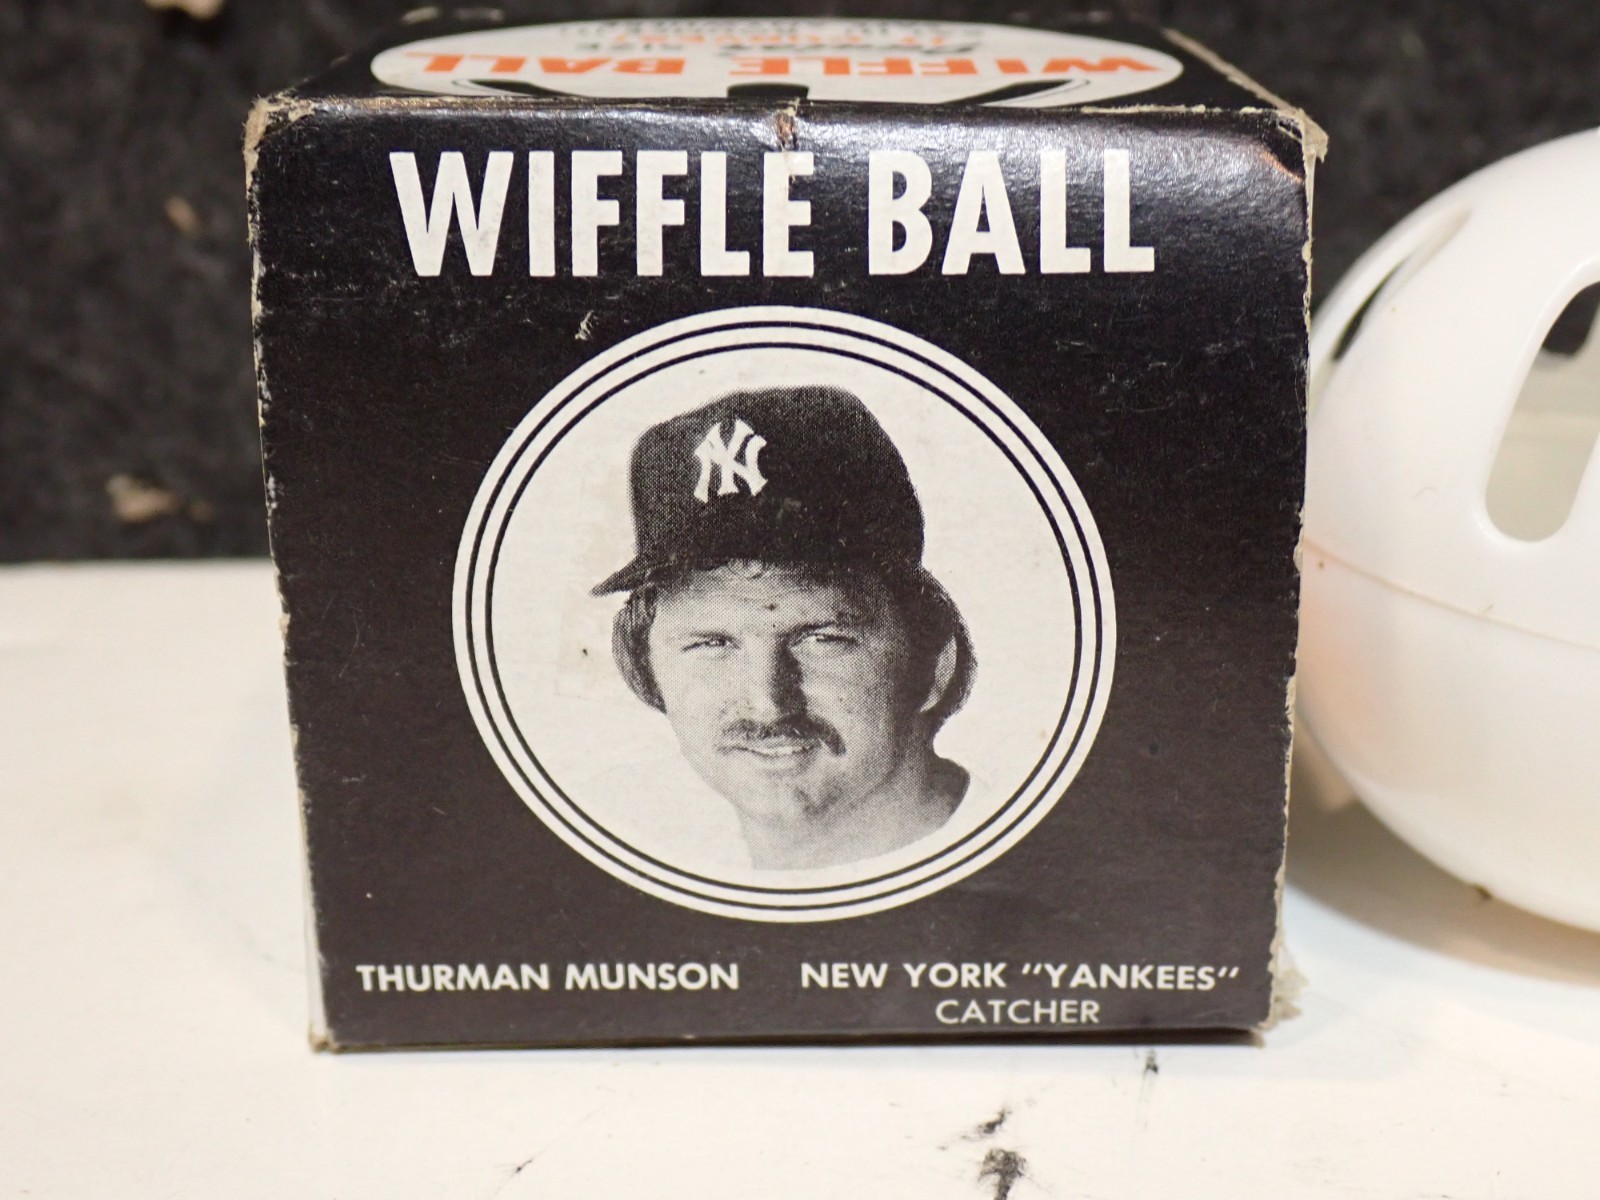 WIFFLE BALL
WIFFLE BALL
NY
THURMAN MUNSON NEW YORK "YANKEES"
CATCHER